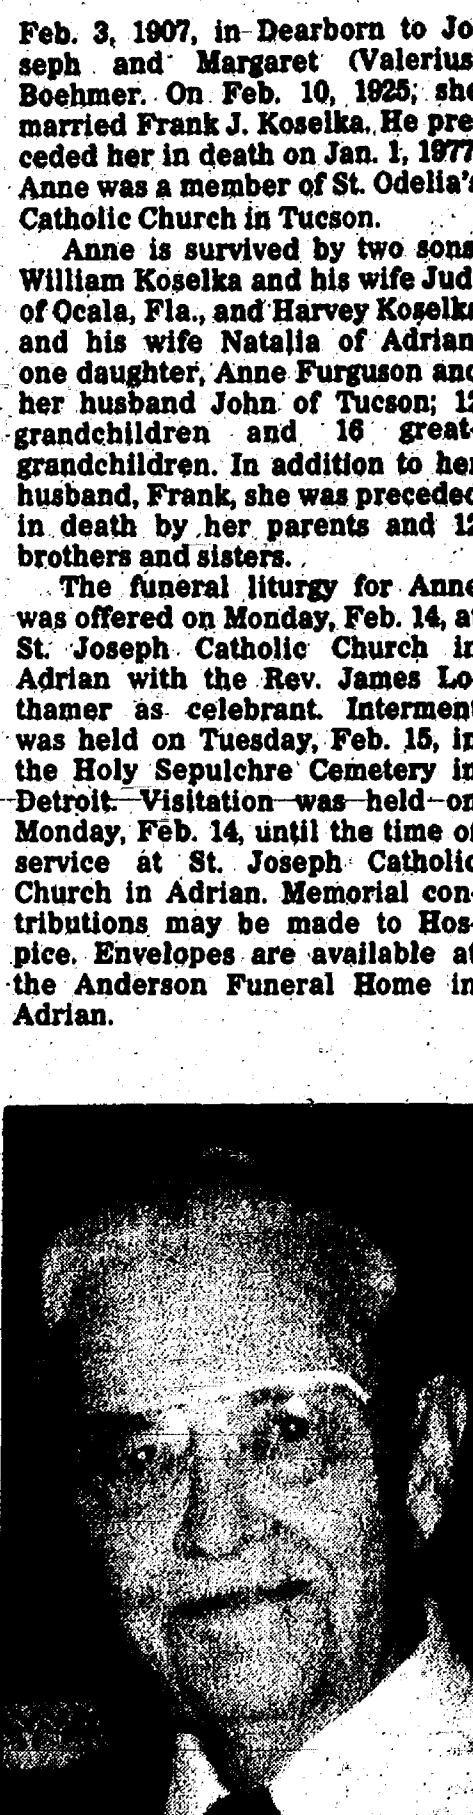 Feb. 3, 1907, in Dearborn to Jo
seph and Margaret (Valerius
Boehmer. On Feb. 10, 1925, she
married Frank J. Koselka. He pre
ceded her in death on Jan. 1, 1977
Anne was a member of St. Odelia's
Catholic Church in Tucson.
Anne is survived by two sons
William Koselka and his wife Jud
of Ocala, Fla., and Harvey Koselka
and his wife Natalia of Adrian
one daughter, Anne Furguson and
her husband John of Tucson; 12
grandchildren and 16 great-
grandchildren. In addition to her
husband, Frank, she was preceded
in death by her parents and 12
brothers and sisters.
The funeral liturgy for Anne
was offered on Monday, Feb. 14, at
St. Joseph Catholic Church in
Adrian with the Rev. James Lo
thamer as celebrant. Interment
was held on Tuesday, Feb. 15, in
the Holy Sepulchre Cemetery in
Detroit. Visitation was held on
Monday, Feb. 14, until the time of
service at St. Joseph Catholic
Church in Adrian. Memorial con-
tributions may be made to Hos-
pice. Envelopes are available at
the Anderson Funeral Home in
Adrian.